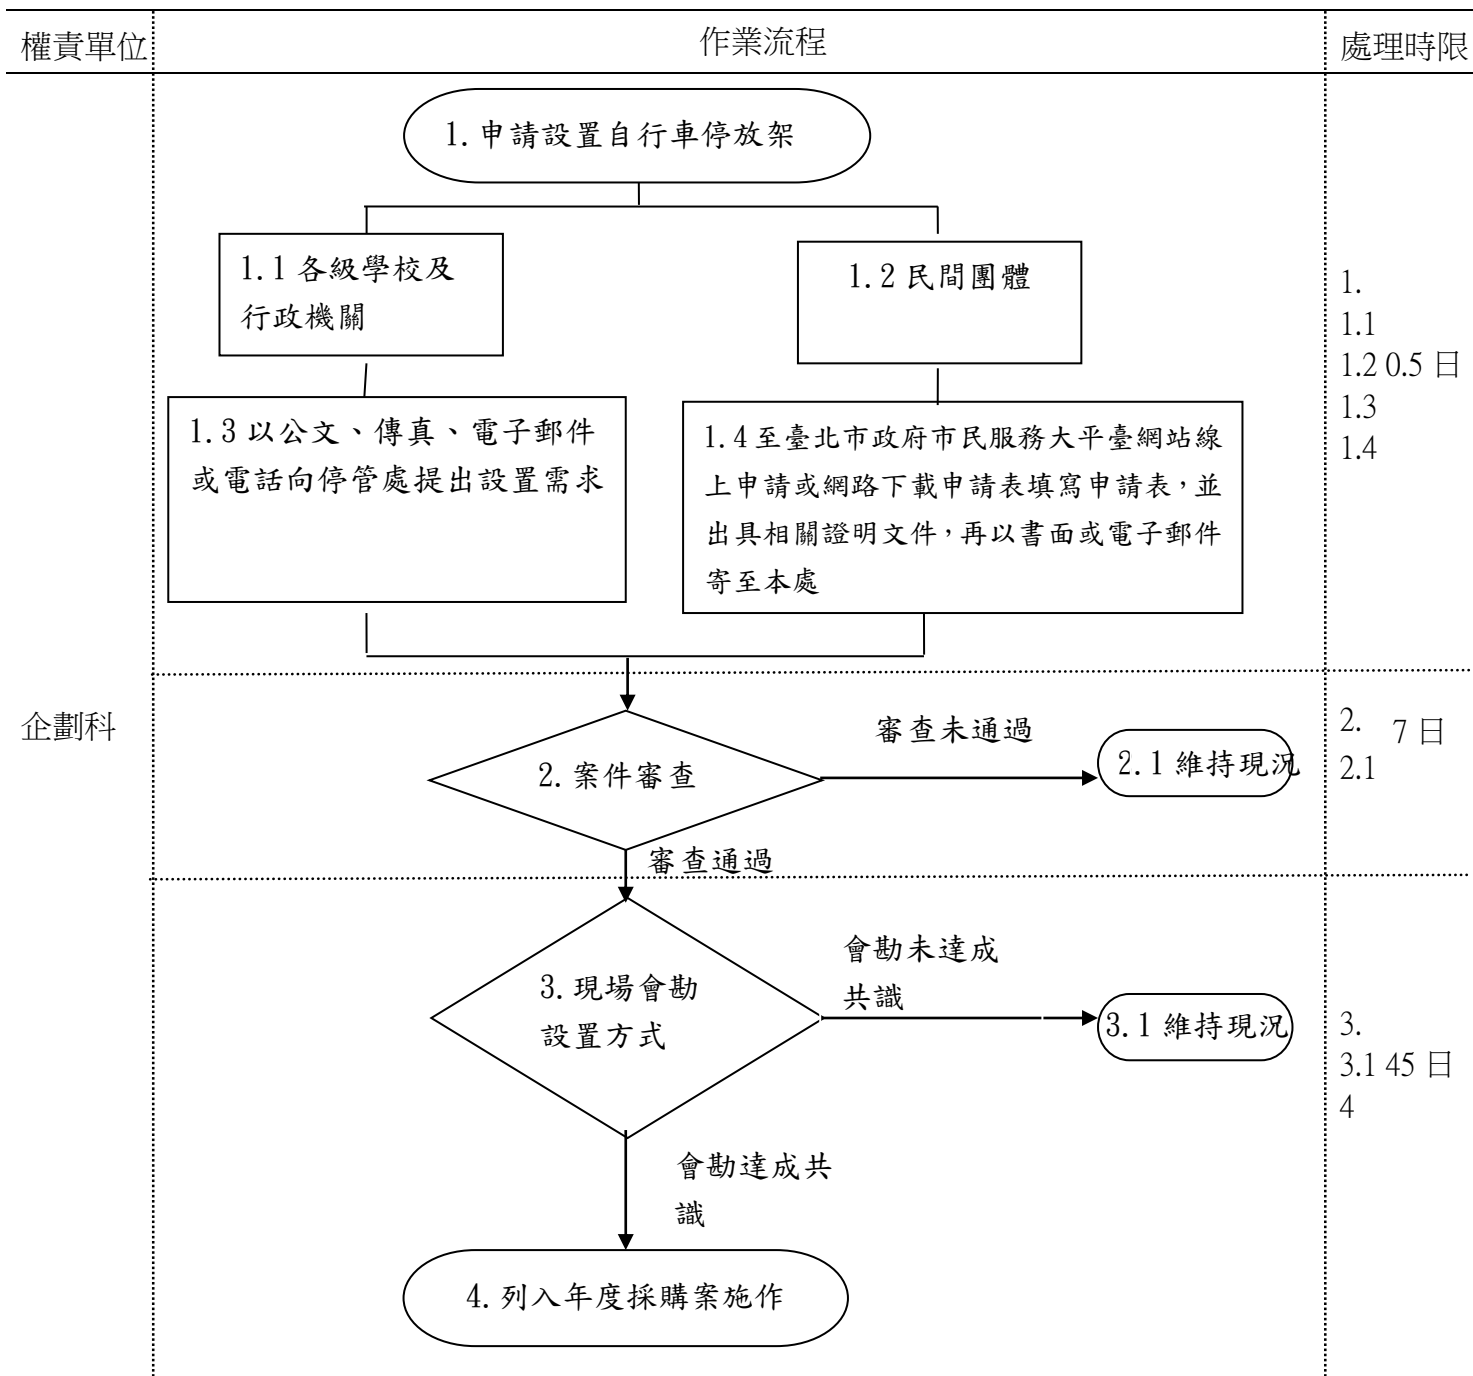 權責單位
作業流程
處理時限
1.申請設置自行車停放架
1.1 各級學校及
行政機關
1.2 民間團體
1.3 以公文、傳真、電子郵件
或電話向停管處提出設置需求
1.4 至臺北市政府市民服務大平臺網站線
上申請或網路下載申請表填寫申請表，並
出具相關證明文件，再以書面或電子郵件
寄至本處
1.
1.1
1.2 0.5 日
1.3
1.4
企劃科
2.案件審查
審查未通過
2.1 維持現況
2. 7 日
2.1
審查通過
3.現場會勘
設置方式
會勘未達成
共識
3.1 維持現況
3.
3.1 45 日
4
會勘達成共
識
4.列入年度採購案施作